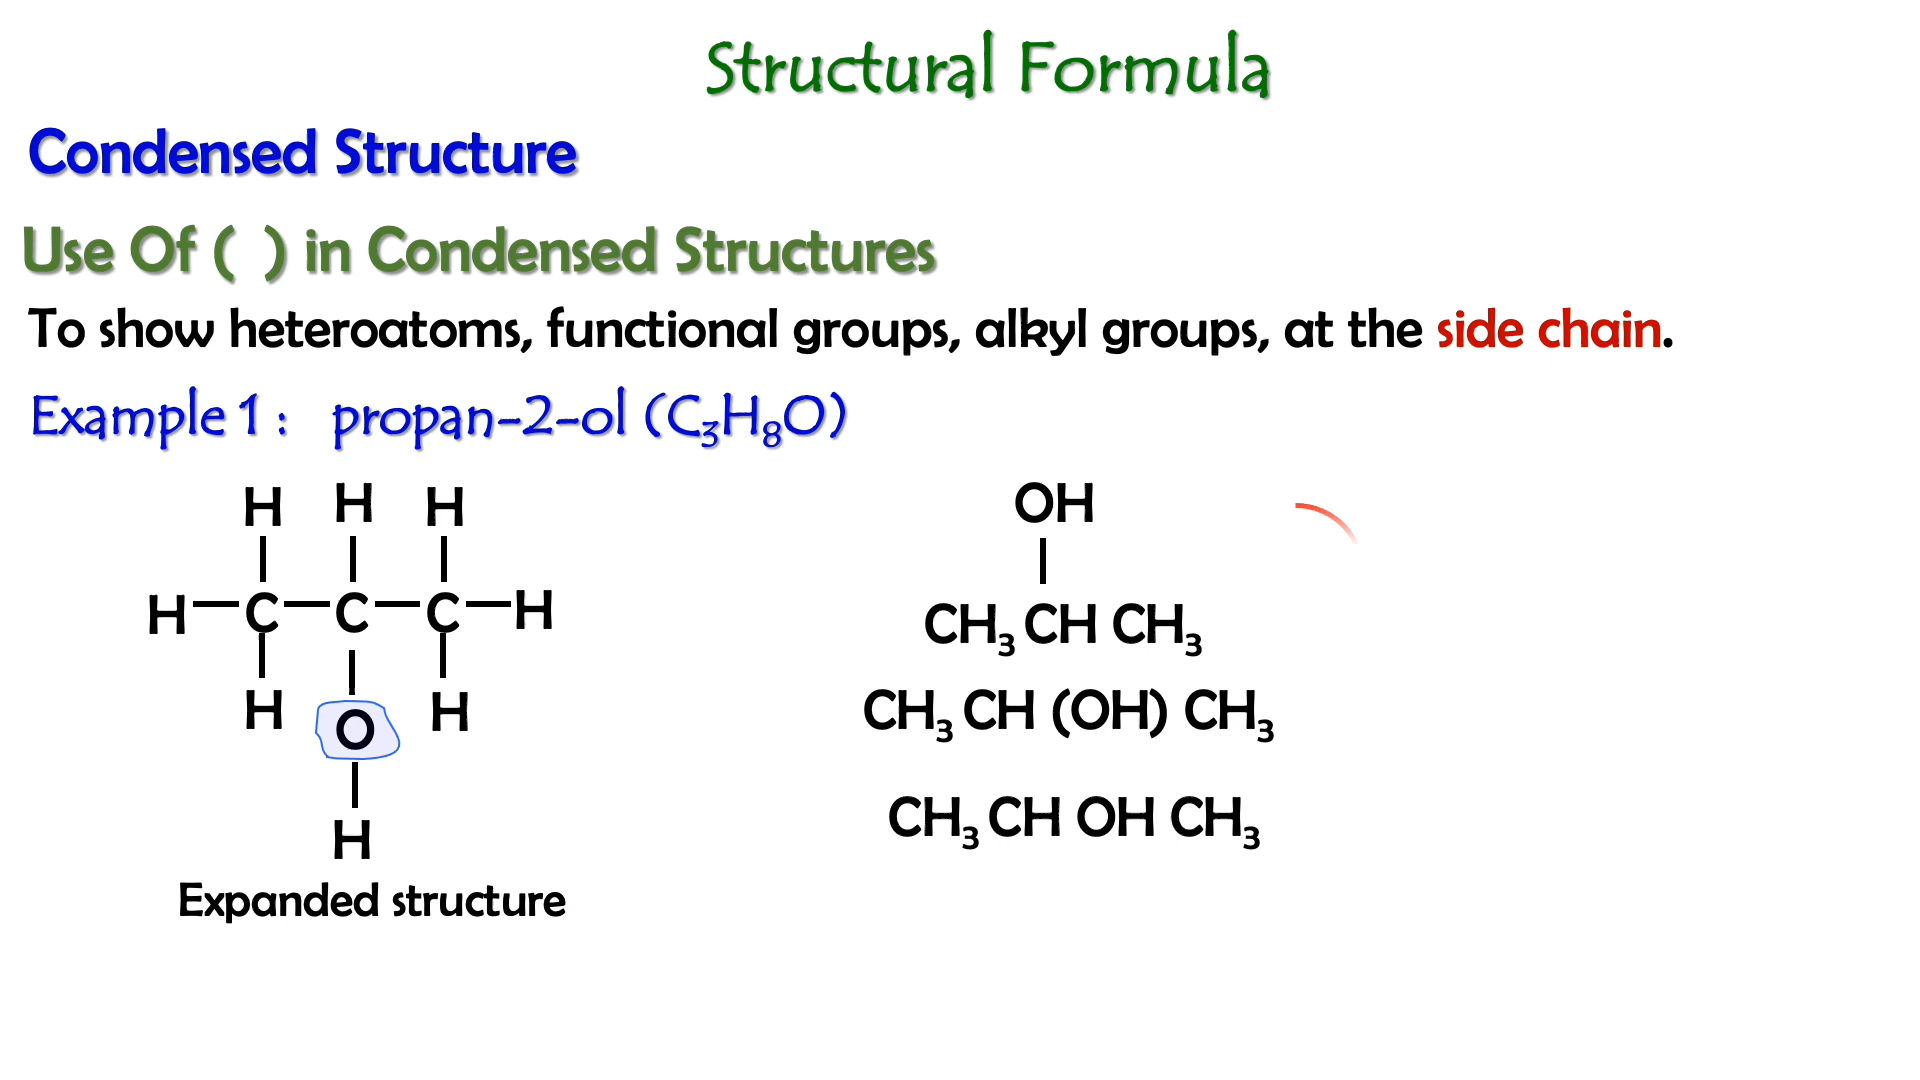 Structural Formula
Condensed Structure
Use Of ( ) in Condensed Structures
To show heteroatoms, functional groups, alkyl groups, at the side chain.
Example 1 : propan-2-ol (C₃H₈O)
H H H
H C C C H
H O H
H
Expanded structure
OH
CH₃ CH CH₃
CH₃ CH (OH) CH₃
CH₃ CH OH CH₃